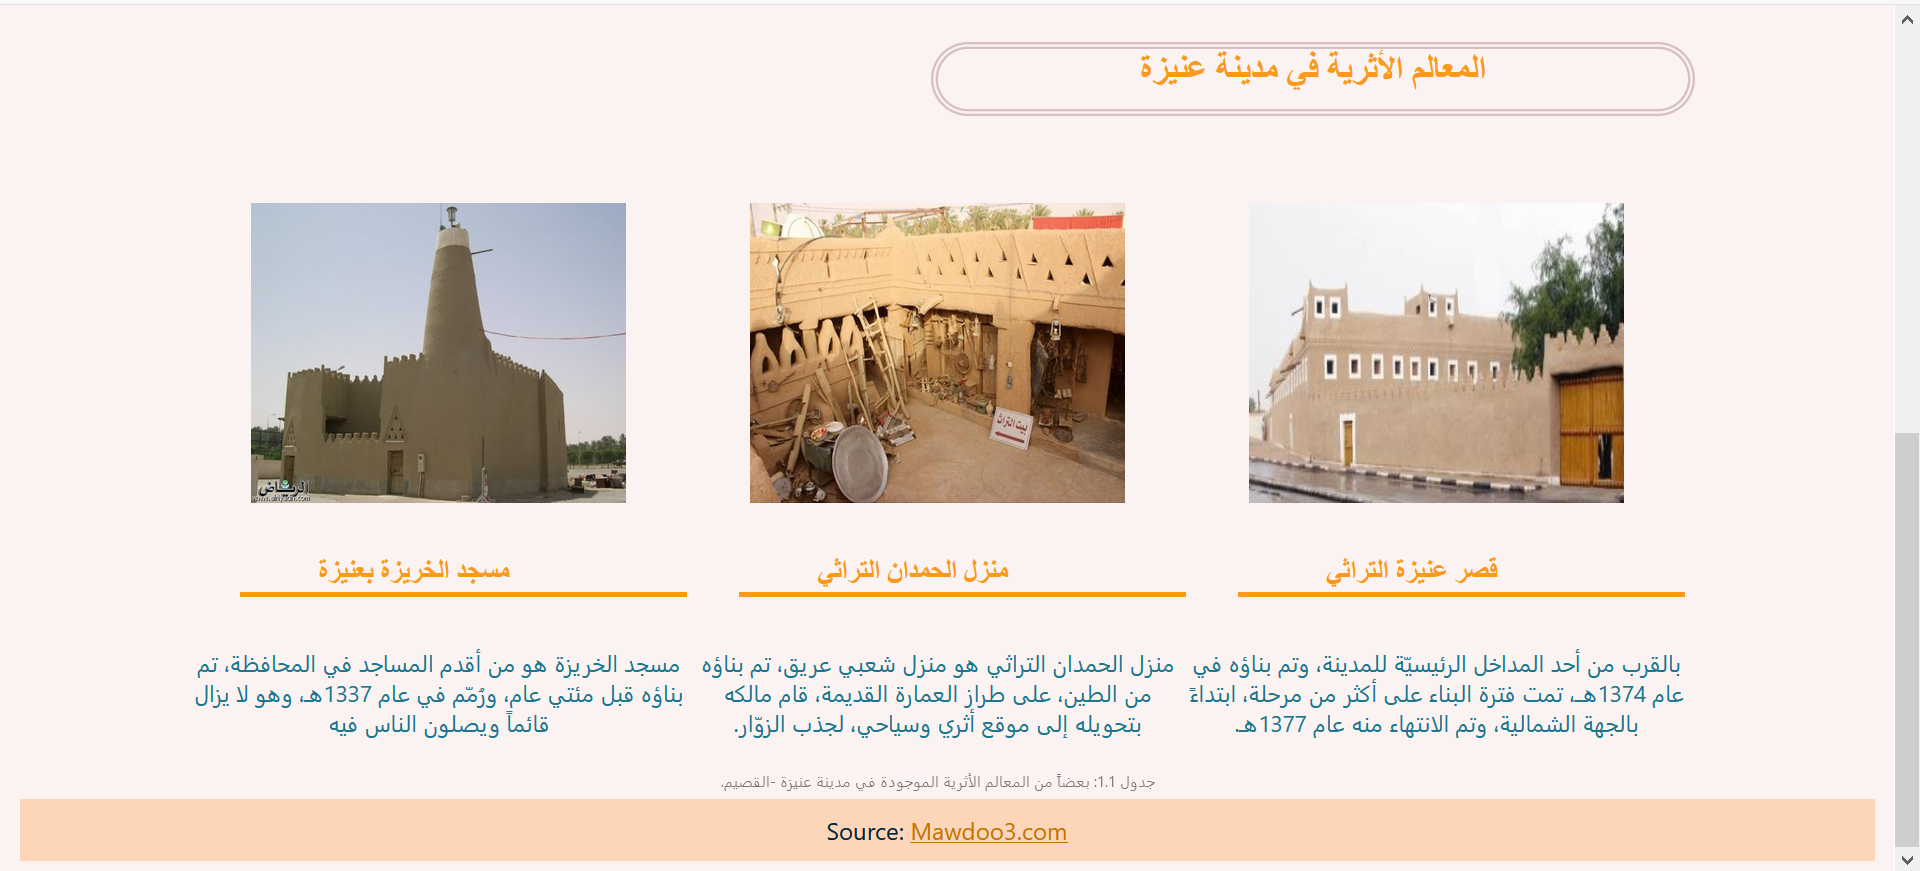 المعالم الأثرية في مدينة عنيزة
بيت التراث
الرياض
www.alriyadh.com
قصر عنيزة التراثي
منزل الحمدان التراثي
مسجد الخريزة بعنيزة
بالقرب من أحد المداخل الرئيسيّة للمدينة، وتم بناؤه في
عام 1374هـ، تمت فترة البناء على أكثر من مرحلة، ابتداءً
بالجهة الشمالية، وتم الانتهاء منه عام 1377هـ.
منزل الحمدان التراثي هو منزل شعبي عريق، تم بناؤه
من الطين، على طراز العمارة القديمة، قام مالكه
بتحويله إلى موقع أثري وسياحي، لجذب الزوّار.
مسجد الخريزة هو من أقدم المساجد في المحافظة، تم
بناؤه قبل مئتي عام، ورُمّم في عام 1337هـ، وهو لا يزال
قائماً ويصلون الناس فيه
جدول 1.1: بعضاً من المعالم الأثرية الموجودة في مدينة عنيزة -القصيم.
Source: Mawdoo3.com